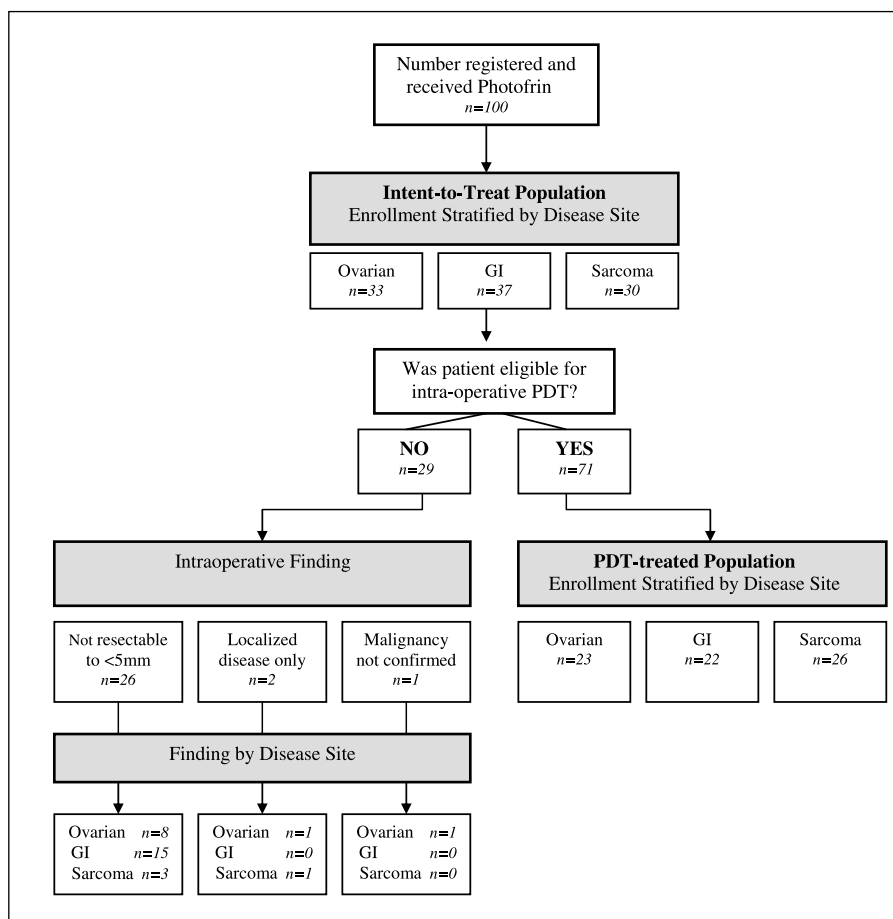 Number registered and
received Photofrin
n=100
Intent-to-Treat Population
Enrollment Stratified by Disease Site
Ovarian
n=33
GI
n=37
Sarcoma
n=30
Was patient eligible for
intra-operative PDT?
NO
n=29
YES
n=71
Intraoperative Finding
PDT-treated Population
Enrollment Stratified by Disease Site
Not resectable
to <5mm
n=26
Localized
disease only
n=2
Malignancy
not confirmed
n=1
Ovarian
n=23
GI
n=22
Sarcoma
n=26
Finding by Disease Site
Ovarian n=8
GI n=15
Sarcoma n=3
Ovarian n=1
GI n=0
Sarcoma n=1
Ovarian n=1
GI n=0
Sarcoma n=0